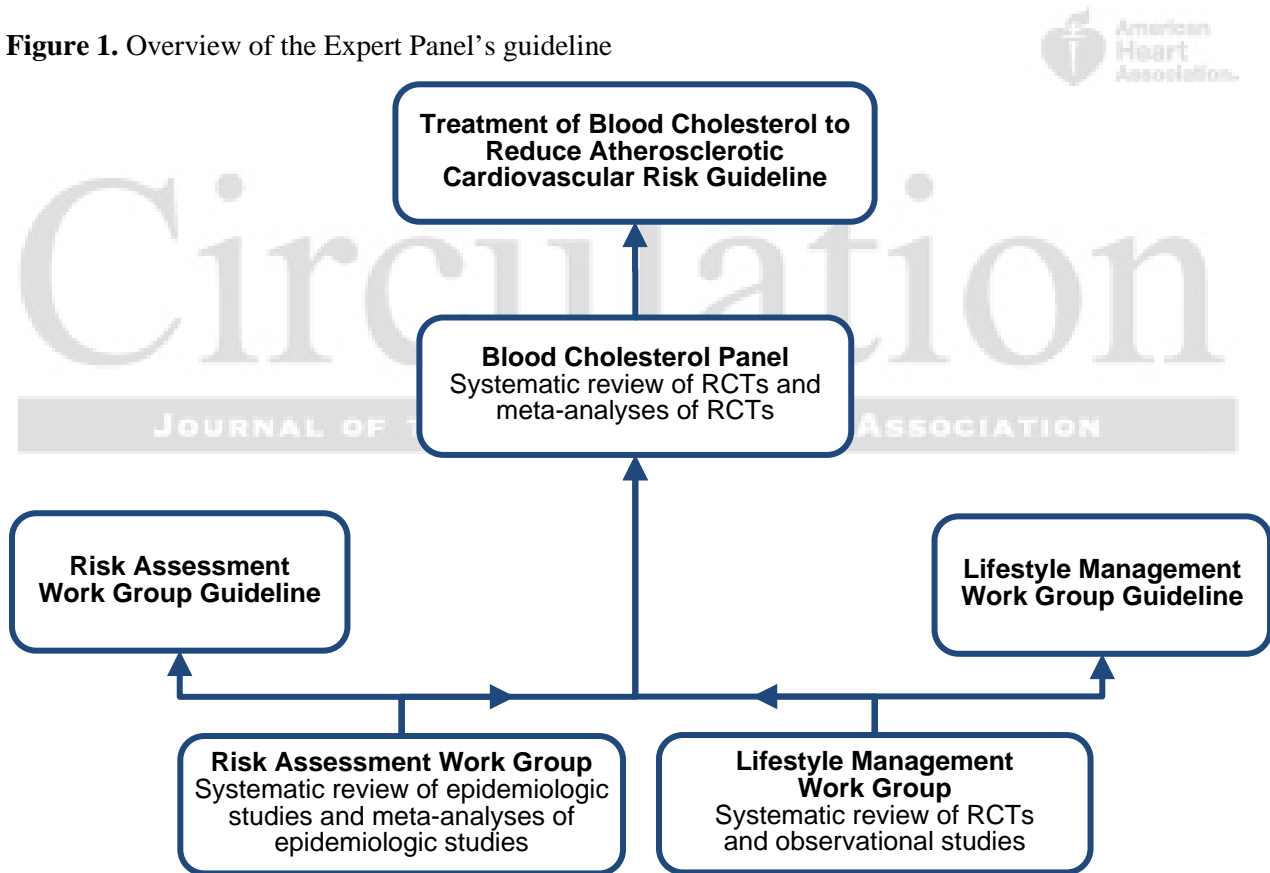 Figure 1. Overview of the Expert Panel's guideline
American
Heart
Association®
Treatment of Blood Cholesterol to
Reduce Atherosclerotic
Cardiovascular Risk Guideline
Circulation
Blood Cholesterol Panel
Systematic review of RCTs and
meta-analyses of RCTs
JOURNAL OF T ASSOCIATION
Risk Assessment
Work Group Guideline
Lifestyle Management
Work Group Guideline
Risk Assessment Work Group
Systematic review of epidemiologic
studies and meta-analyses of
epidemiologic studies
Lifestyle Management
Work Group
Systematic review of RCTs
and observational studies